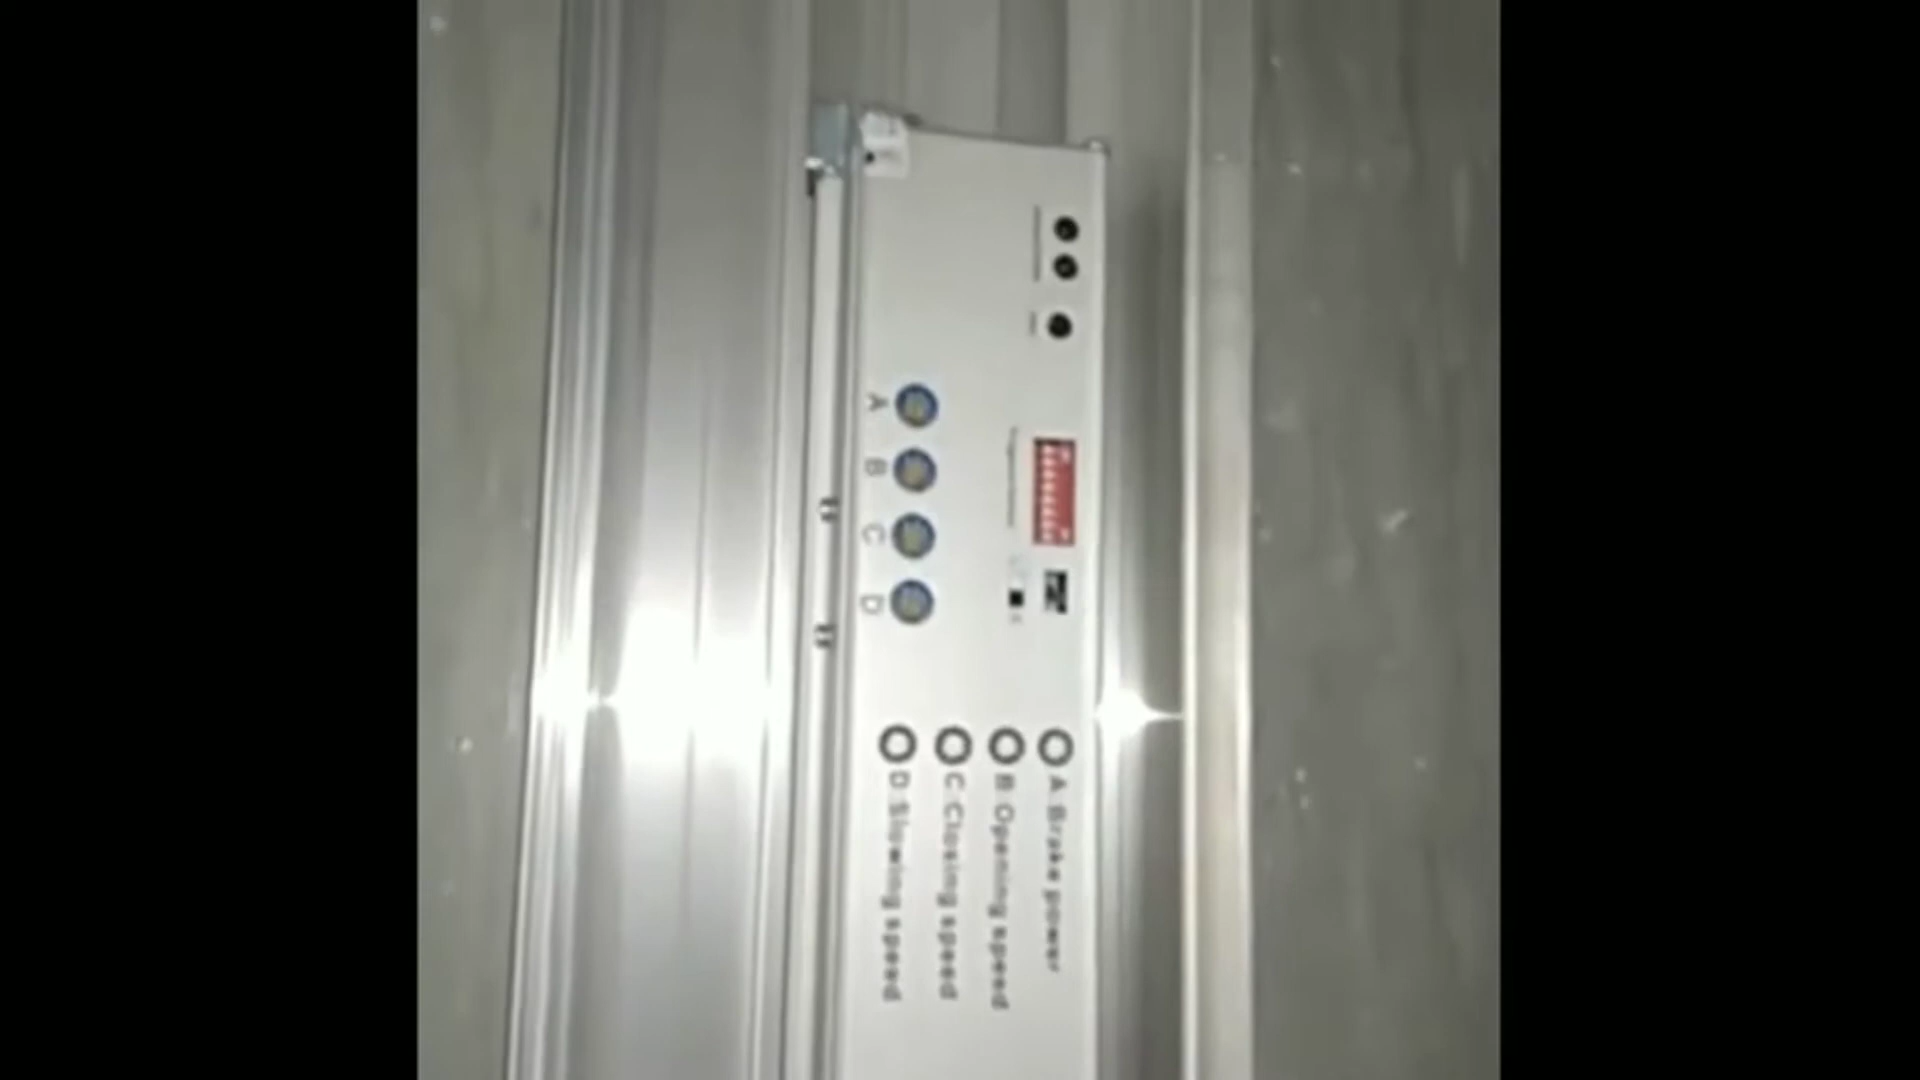 A
B
C
D
A: Brake power
B: Opening speed
C: Closing speed
D: Slowing speed